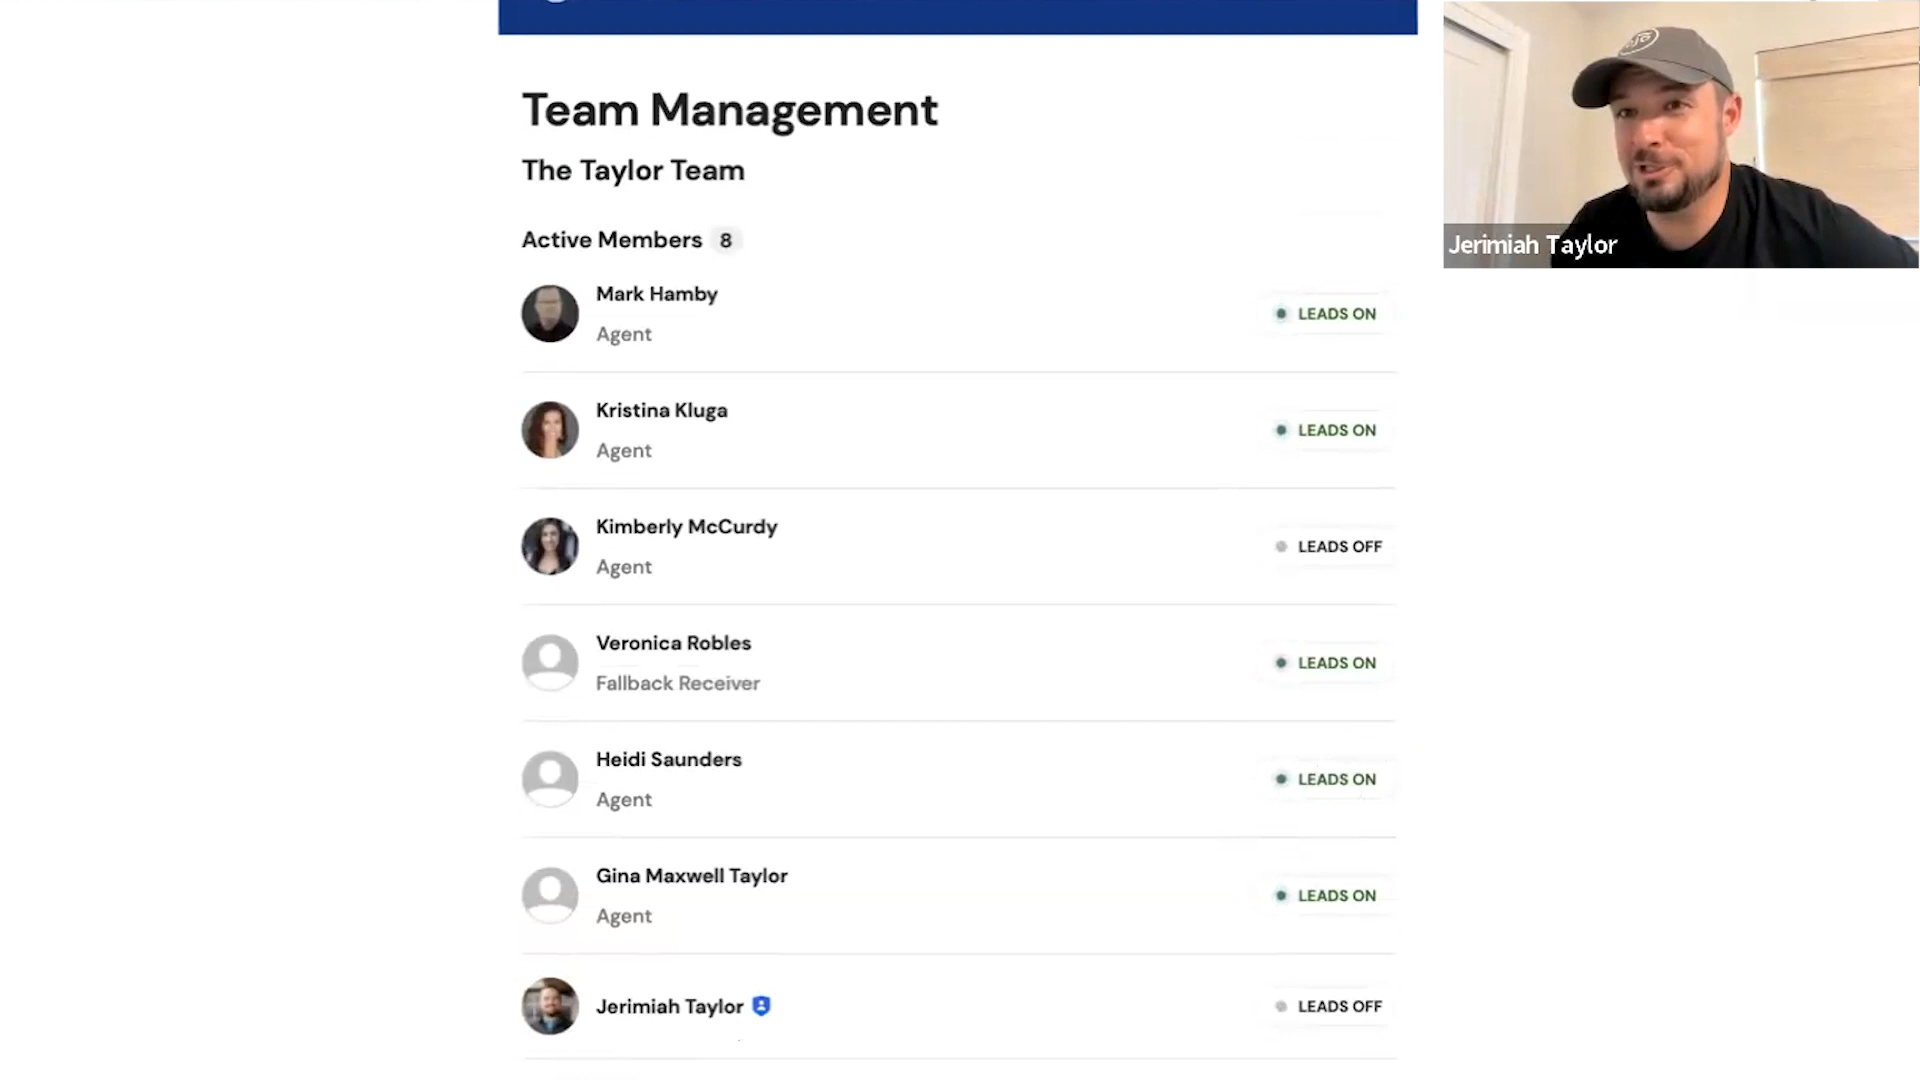 Team Management
The Taylor Team
Active Members 8
Mark Hamby
Agent
LEADS ON
Kristina Kluga
Agent
LEADS ON
Kimberly McCurdy
Agent
LEADS OFF
Veronica Robles
Fallback Receiver
LEADS ON
Heidi Saunders
Agent
LEADS ON
Gina Maxwell Taylor
Agent
LEADS ON
Jerimiah Taylor
LEADS OFF
Jerimiah Taylor